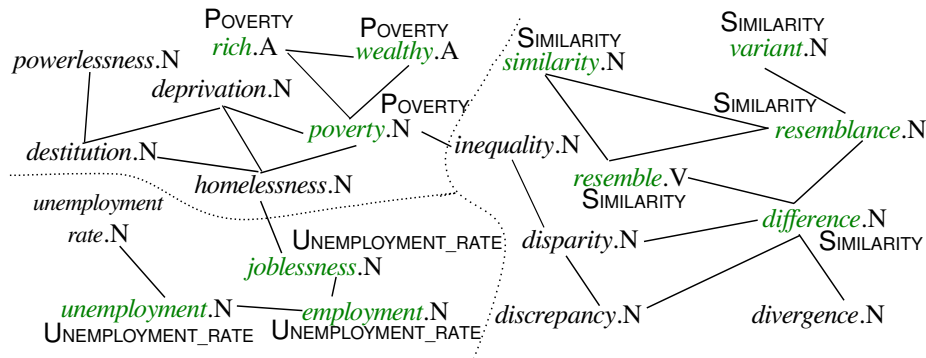 POVERTY
rich.A
POVERTY
wealthy.A
SIMILARITY
similarity.N
SIMILARITY
variant.N
powerlessness.N
deprivation.N
POVERTY
poverty.N
SIMILARITY
resemblance.N
destitution.N
inequality.N
homelessness.N
resemble.V
SIMILARITY
unemployment
rate.N
difference.N
SIMILARITY
disparity.N
UNEMPLOYMENT_RATE
joblessness.N
unemployment.N
UNEMPLOYMENT_RATE
employment.N
UNEMPLOYMENT_RATE
discrepancy.N
divergence.N